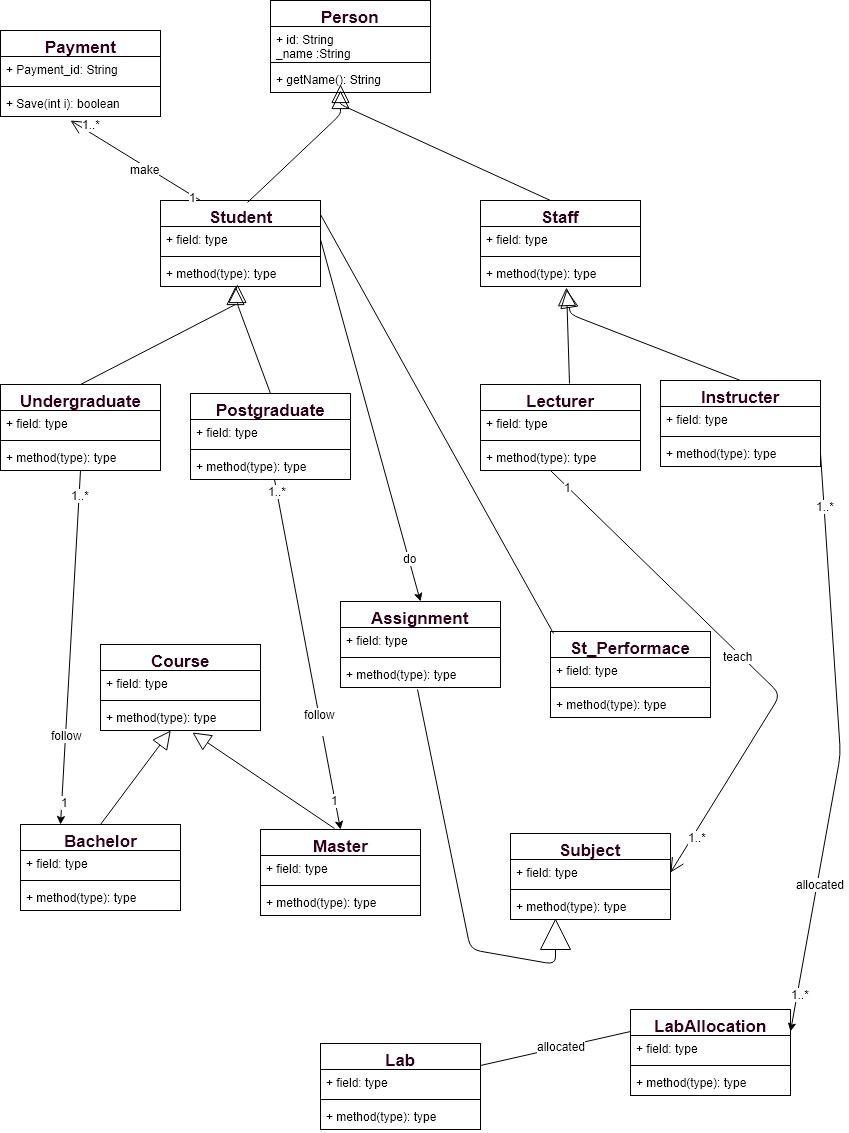 Person
+ id: String
_name :String
+ getName(): String
Payment
+ Payment_id: String
+ Save(int i): boolean
1..*
make
1
Student
+ field: type
+ method(type): type
Staff
+ field: type
+ method(type): type
Undergraduate
+ field: type
+ method(type): type
Postgraduate
+ field: type
+ method(type): type
Lecturer
+ field: type
+ method(type): type
Instructer
+ field: type
+ method(type): type
1..*
1..*
1
1..*
do
Assignment
+ field: type
+ method(type): type
St_Performace
+ field: type
+ method(type): type
teach
Course
+ field: type
+ method(type): type
follow
follow
1
1
Bachelor
+ field: type
+ method(type): type
Master
+ field: type
+ method(type): type
1..*
Subject
+ field: type
+ method(type): type
allocated
1..*
LabAllocation
+ field: type
+ method(type): type
allocated
Lab
+ field: type
+ method(type): type